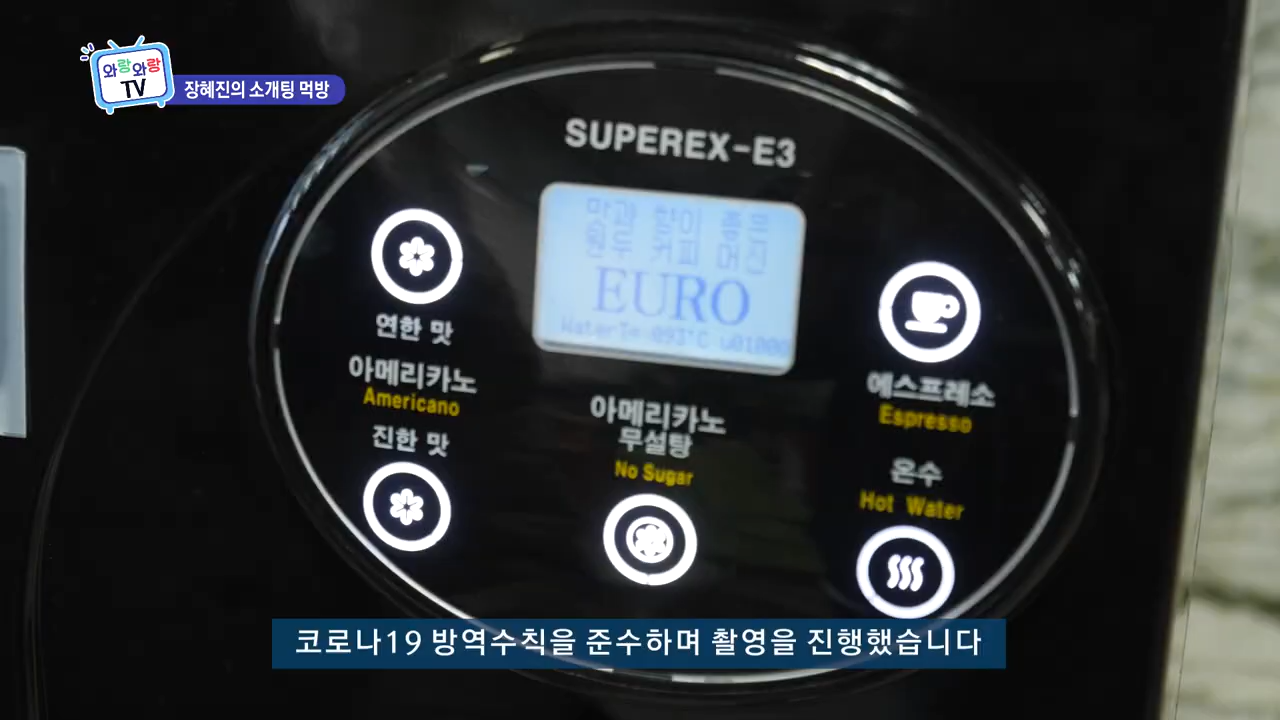 와랑와랑
TV
장혜진의 소개팅 먹방
SUPEREX-E3
맛과 향이 좋은
원두 커피 머신
EURO
연한 맛
아메리카노
Americano
진한 맛
아메리카노
무설탕
No Sugar
에스프레소
Espresso
온수
Hot Water
코로나19 방역수칙을 준수하며 촬영을 진행했습니다